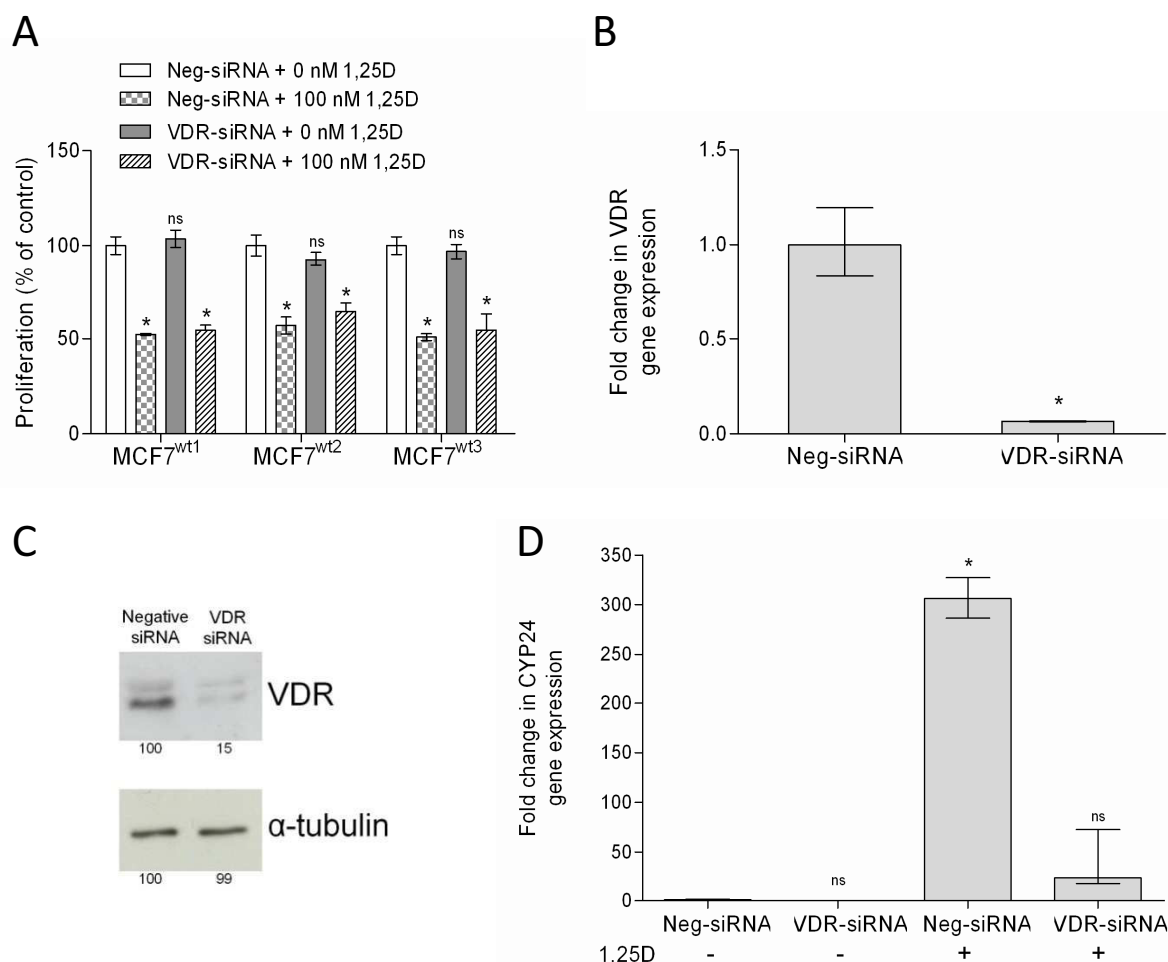 A
Neg-siRNA + 0 nM 1,25D
Neg-siRNA + 100 nM 1,25D
VDR-siRNA + 0 nM 1,25D
VDR-siRNA + 100 nM 1,25D
Proliferation (% of control)
150
100
50
0
ns
ns
ns
* * * * * *
MCF7wt1 MCF7wt2 MCF7wt3
B
Fold change in VDR
gene expression
1.5
1.0
0.5
0.0
*
Neg-siRNA VDR-siRNA
C
Negative VDR
siRNA siRNA
VDR
100 15
α-tubulin
100 99
D
Fold change in CYP24
gene expression
350
300
250
200
150
100
50
0
ns
*
ns
Neg-siRNA VDR-siRNA Neg-siRNA VDR-siRNA
1,25D - - + +